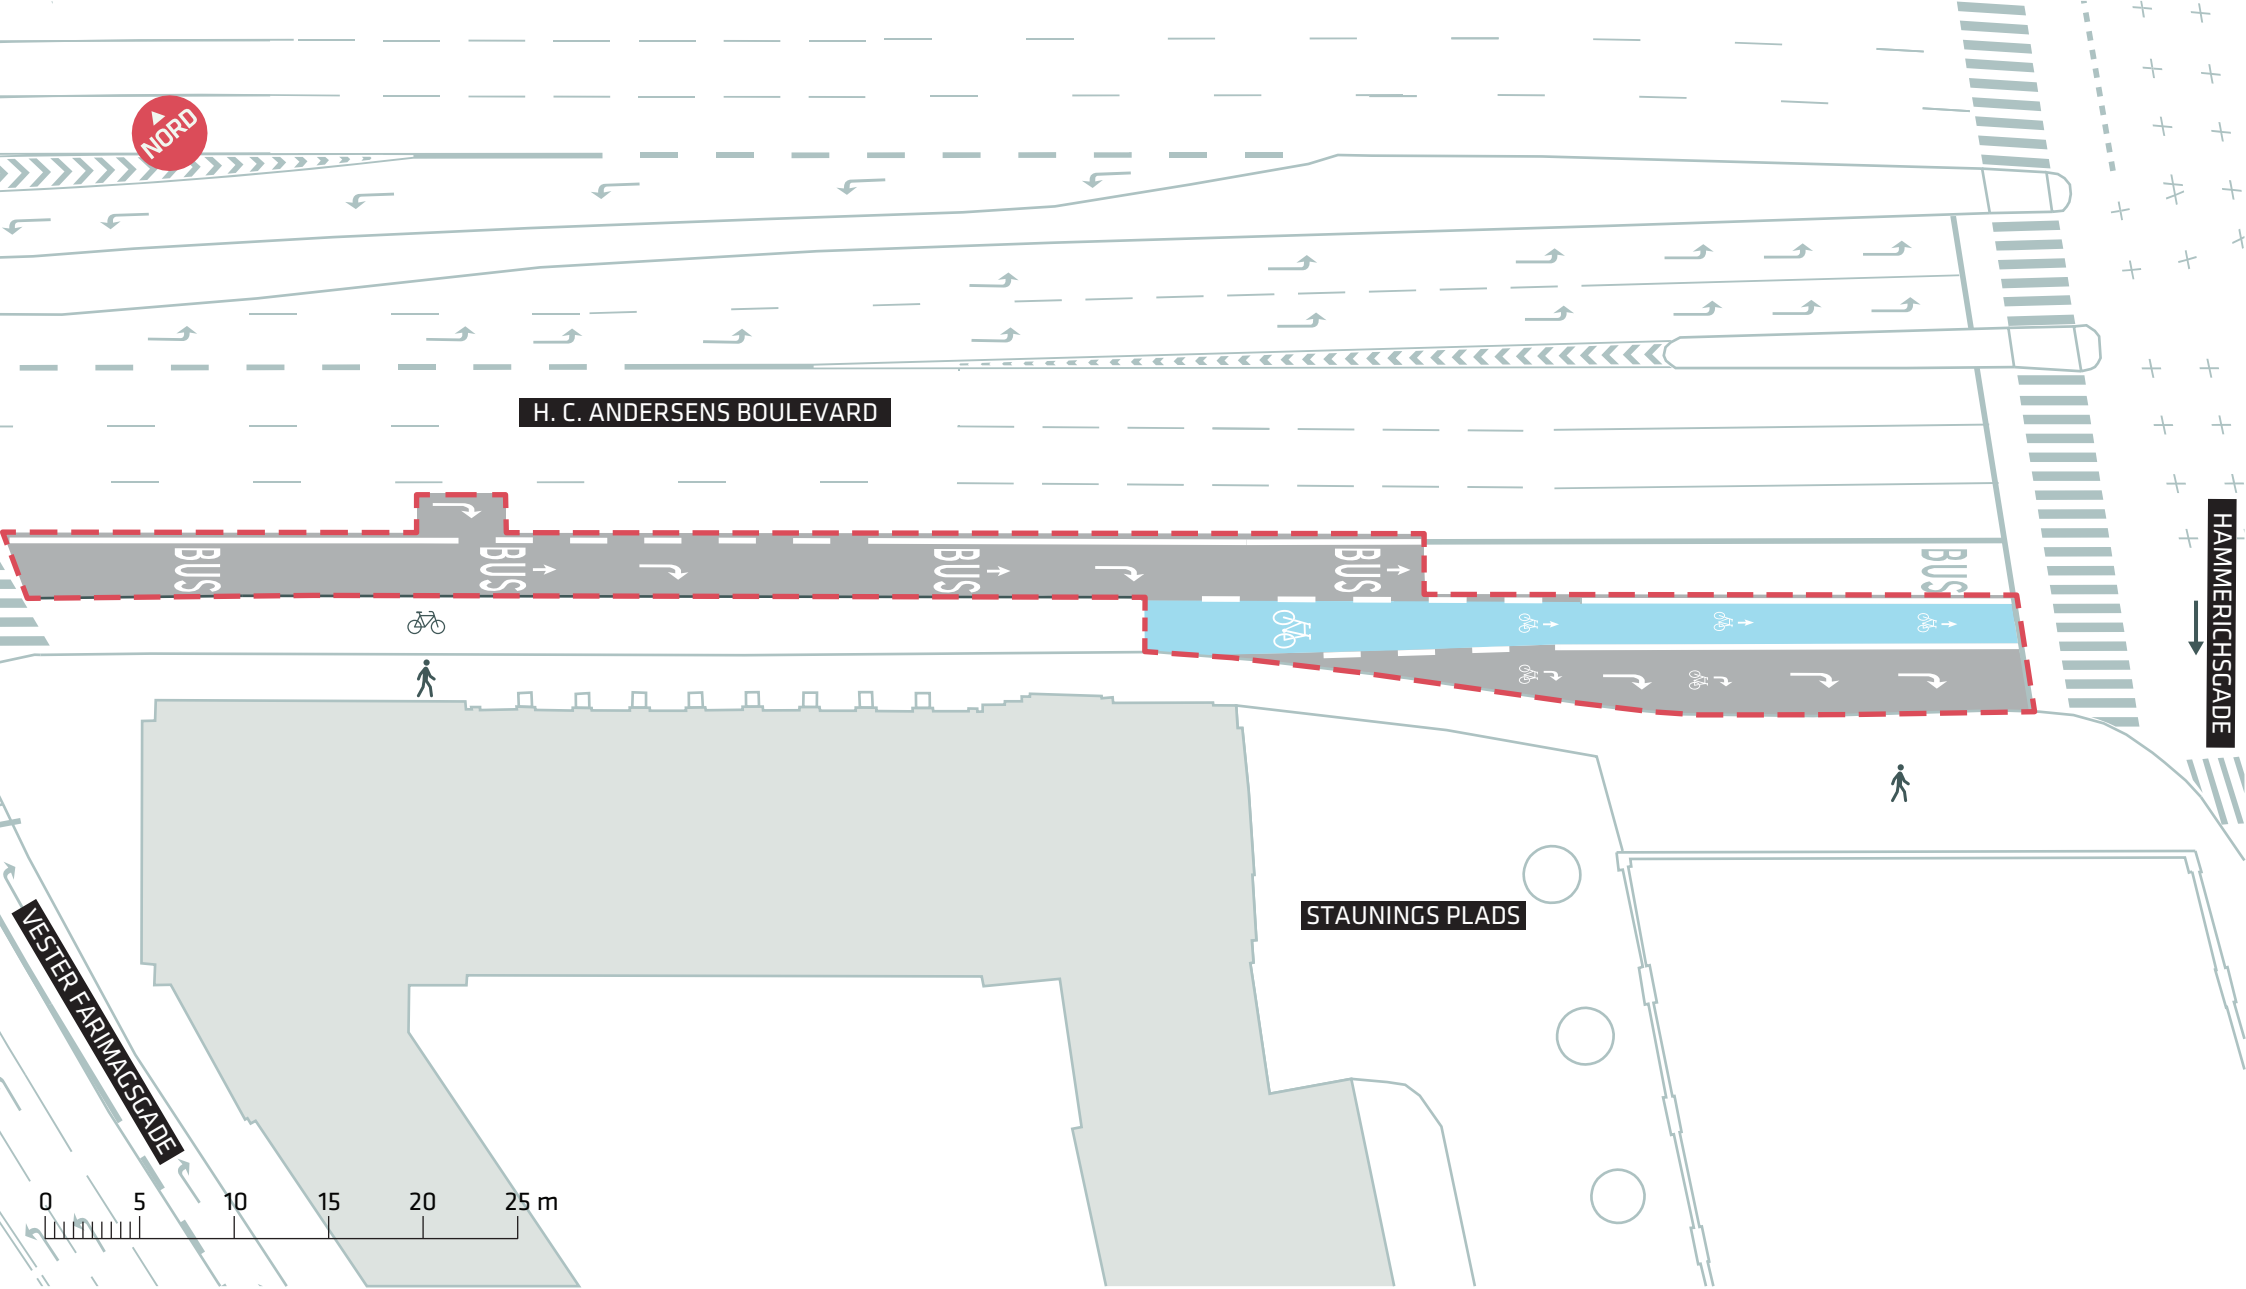 NORD
H. C. ANDERSENS BOULEVARD
BUS
BUS
BUS
BUS
BUS
HAMMERICHSGADE
STAUNINGS PLADS
VESTER FARIMAGSGADE
0 5 10 15 20 25 m